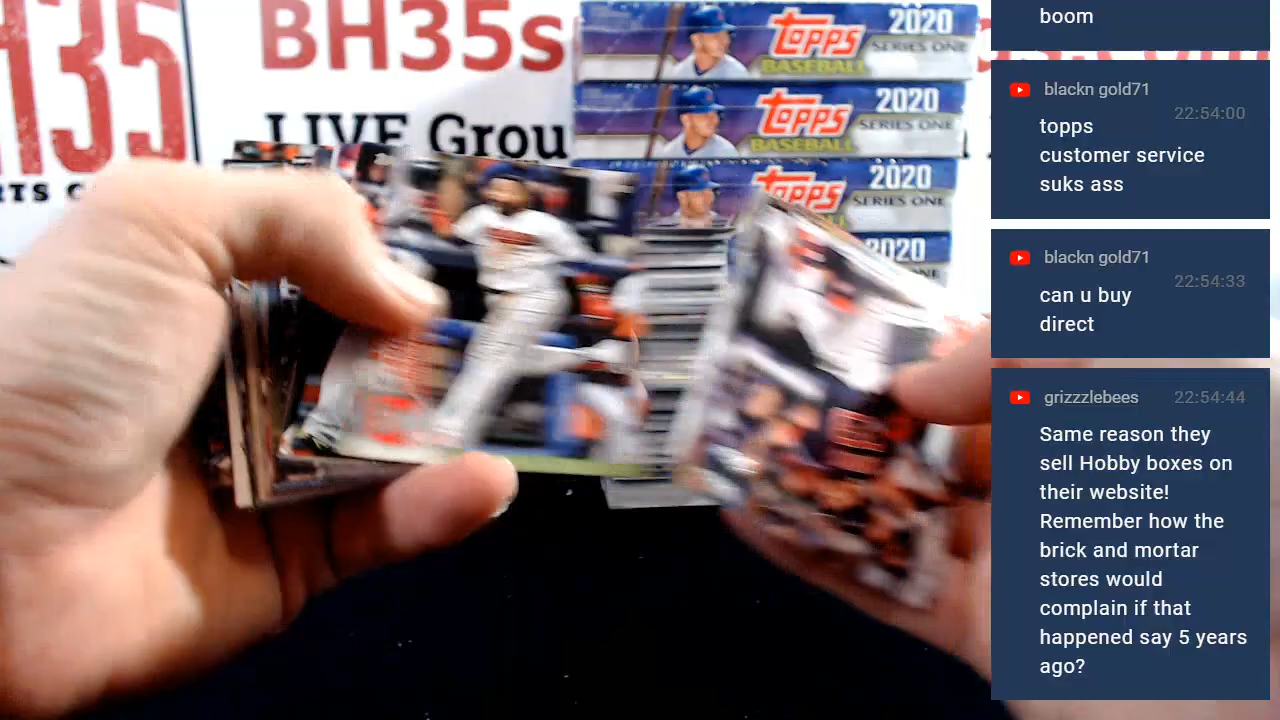 H35
RTS C
BH35s
LIVE Grou
2020
topps
SERIES ONE
BASEBALL
2020
topps
SERIES ONE
BASEBALL
2020
topps
SERIES ONE
2020
boom
blackn gold71
22:54:00
topps
customer service
suks ass
blackn gold71
22:54:33
can u buy
direct
grizzzlebees 22:54:44
Same reason they
sell Hobby boxes on
their website!
Remember how the
brick and mortar
stores would
complain if that
happened say 5 years
ago?